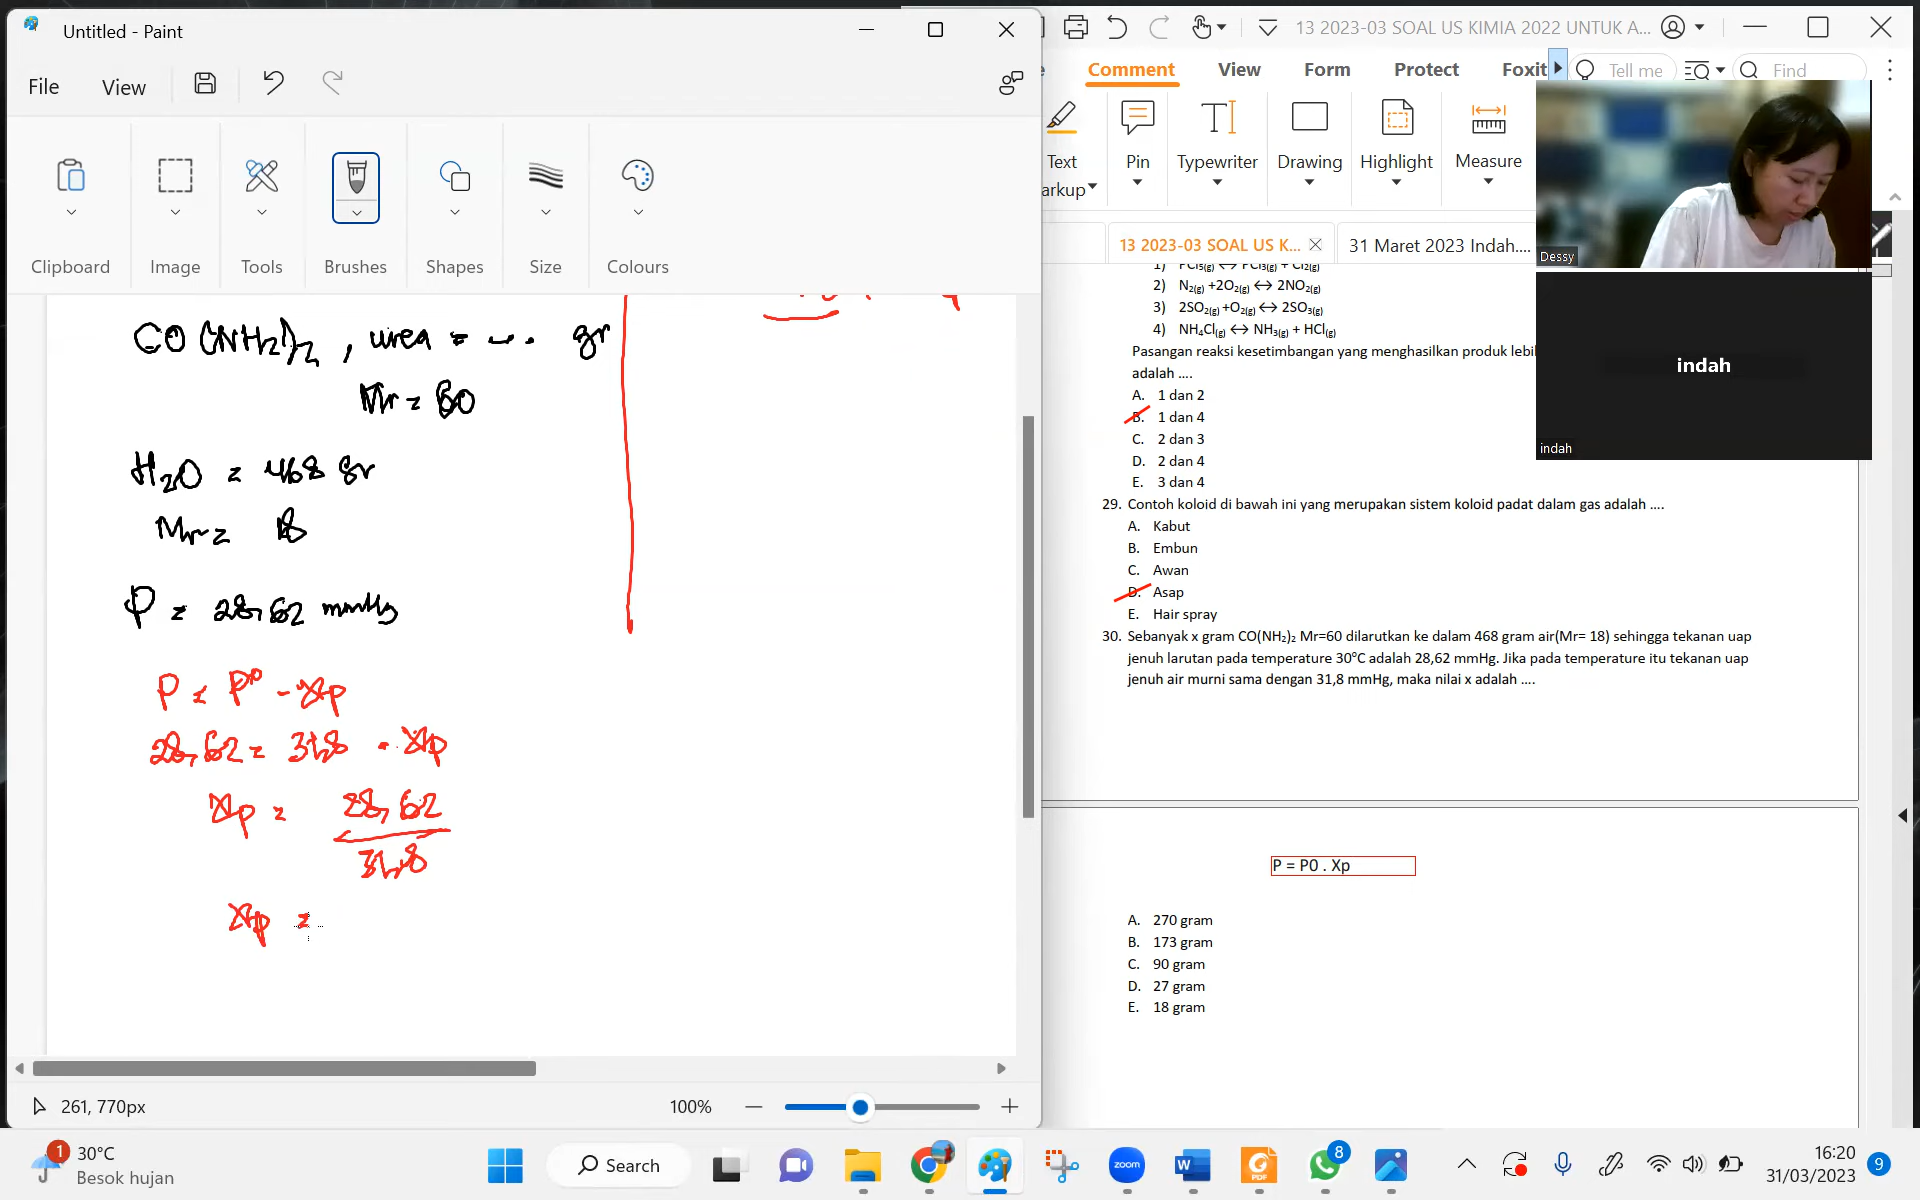 Untitled - Paint
File
View
Clipboard
Image
Tools
Brushes
Shapes
Size
Colours
CO(NH2)2, urea = .... gr
Mr = 60
H2O = 468 gr
Mr = 18
P = 28,62 mmHg
P = P° . Xp
28,62 = 31,8 . Xp
Xp = 28,62
31,8
Xp =
261, 770px
100%
13 2023-03 SOAL US KIMIA 2022 UNTUK A...
Comment
View
Form
Protect
Foxit
Tell me
Find
Text
arkup
Pin
Typewriter
Drawing
Highlight
Measure
13 2023-03 SOAL US K...
31 Maret 2023 Indah....
Dessy
indah
indah
1) PCl5(g) ↔ PCl3(g) + Cl2(g)
2) N2(g) +2O2(g) ↔ 2NO2(g)
3) 2SO2(g) +O2(g) ↔ 2SO3(g)
4) NH4Cl(g) ↔ NH3(g) + HCl(g)
Pasangan reaksi kesetimbangan yang menghasilkan produk lebil
adalah ....
A. 1 dan 2
B. 1 dan 4
C. 2 dan 3
D. 2 dan 4
E. 3 dan 4
29. Contoh koloid di bawah ini yang merupakan sistem koloid padat dalam gas adalah ....
A. Kabut
B. Embun
C. Awan
D. Asap
E. Hair spray
30. Sebanyak x gram CO(NH2)2 Mr=60 dilarutkan ke dalam 468 gram air(Mr= 18) sehingga tekanan uap
jenuh larutan pada temperature 30°C adalah 28,62 mmHg. Jika pada temperature itu tekanan uap
jenuh air murni sama dengan 31,8 mmHg, maka nilai x adalah ....
P = P0 . Xp
A. 270 gram
B. 173 gram
C. 90 gram
D. 27 gram
E. 18 gram
1
30°C
Besok hujan
Search
zoom
W
PDF
8
16:20
31/03/2023
9